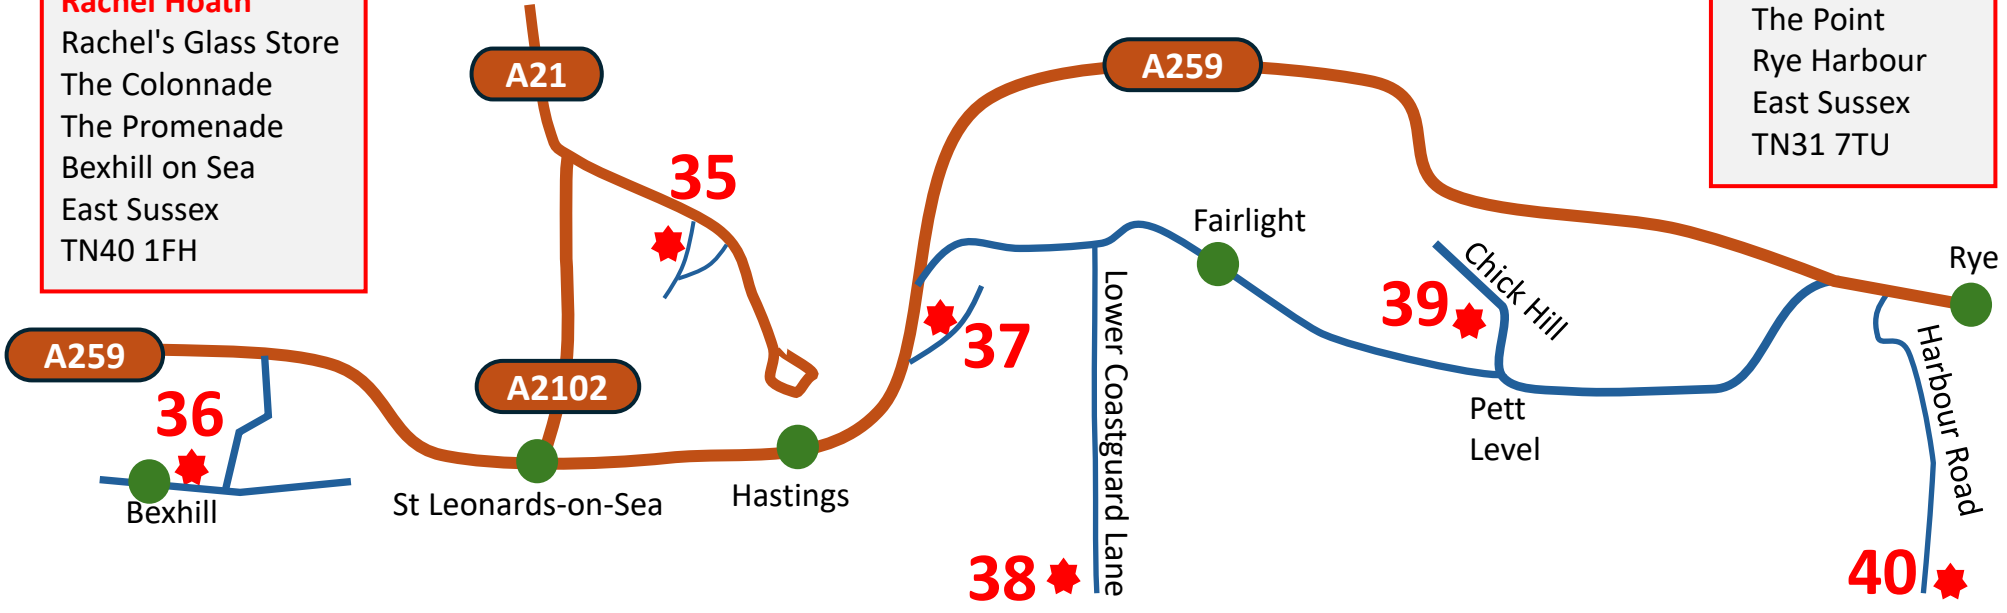 Rachel Hoath
Rachel's Glass Store
The Colonnade
The Promenade
Bexhill on Sea
East Sussex
TN40 1FH
The Point
Rye Harbour
East Sussex
TN31 7TU
A21
A259
35
Fairlight
Chick Hill
Rye
39
37
Lower Coastguard Lane
Harbour Road
A259
A2102
36
Pett
Level
Bexhill
St Leonards-on-Sea
Hastings
38
40